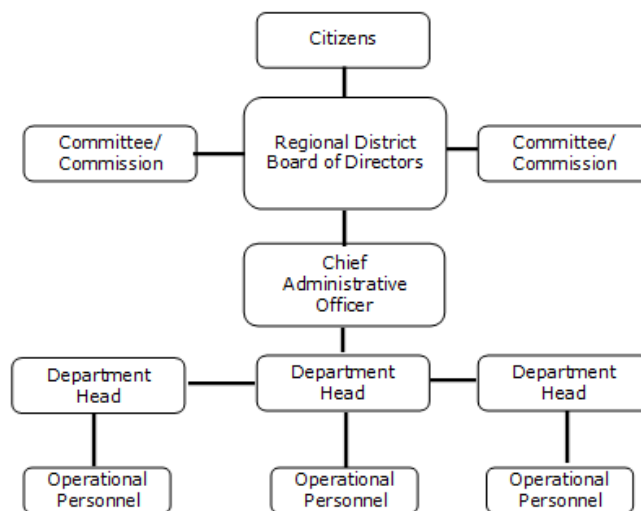 Citizens
Committee/
Commission
Regional District
Board of Directors
Committee/
Commission
Chief
Administrative
Officer
Department
Head
Department
Head
Department
Head
Operational
Personnel
Operational
Personnel
Operational
Personnel